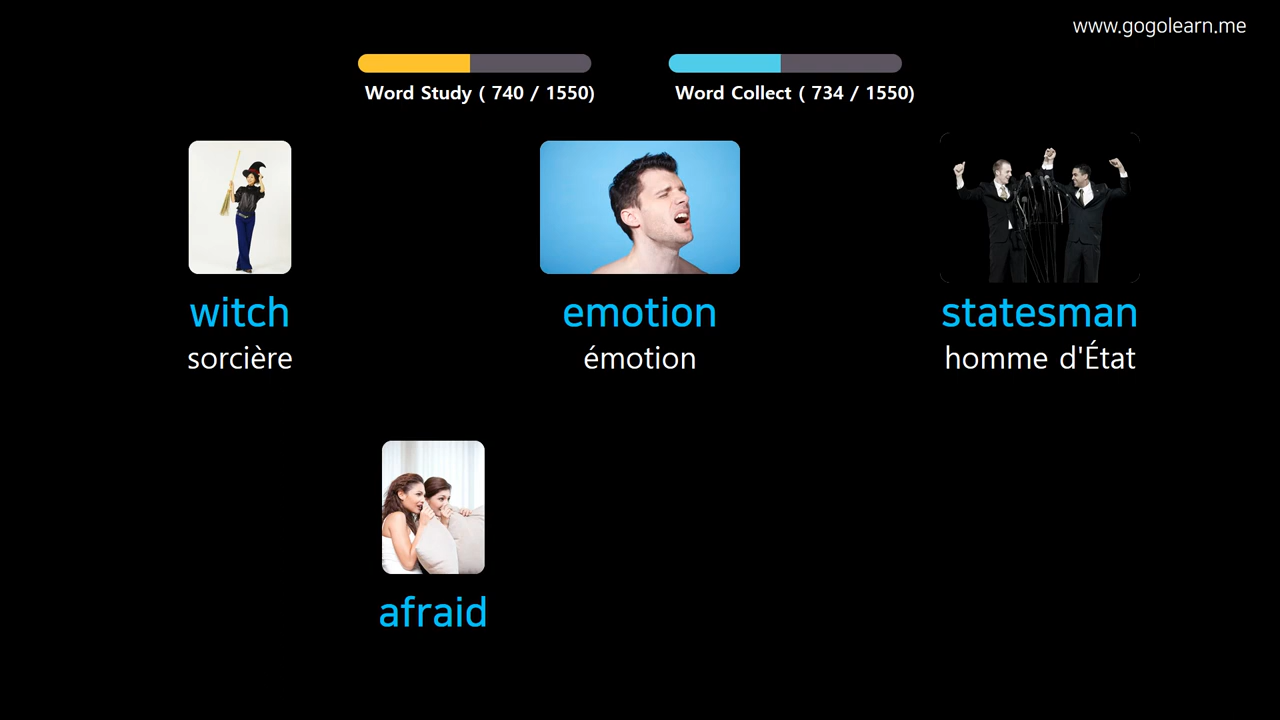 www.gogolearn.me
Word Study ( 740 / 1550)
Word Collect ( 734 / 1550)
witch
sorcière
emotion
émotion
statesman
homme d'État
afraid